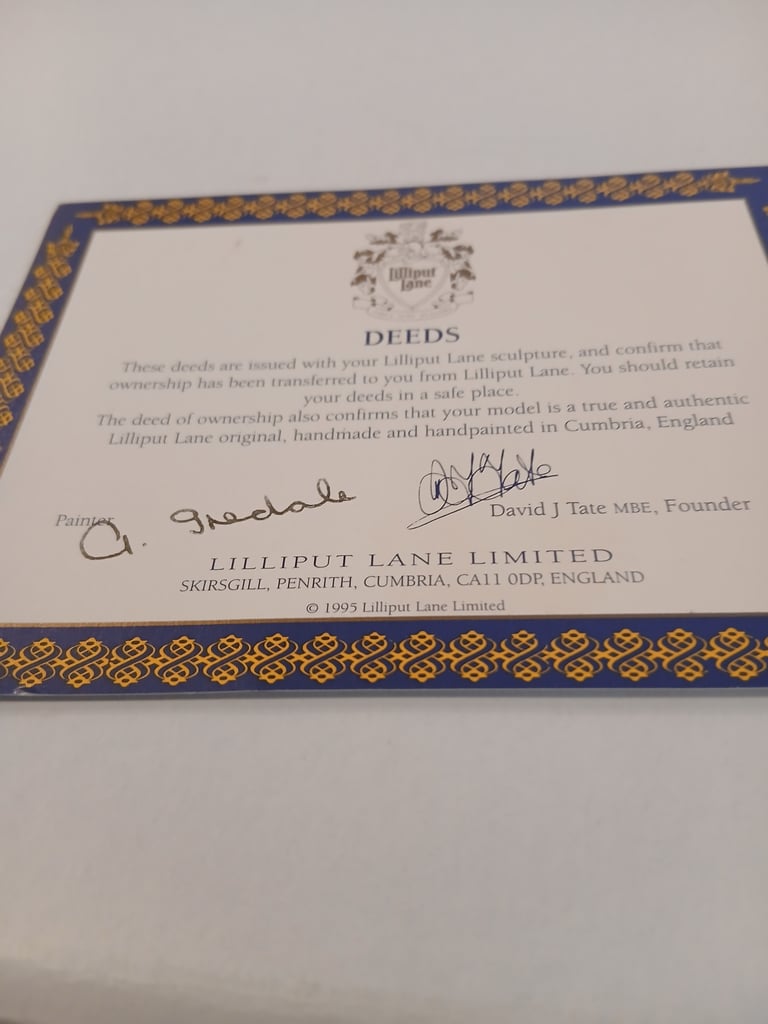 Lilliput
Lane
DEEDS
These deeds are issued with your Lilliput Lane sculpture, and confirm that
ownership has been transferred to you from Lilliput Lane. You should retain
your deeds in a safe place.
The deed of ownership also confirms that your model is a true and authentic
Lilliput Lane original, handmade and handpainted in Cumbria, England
Painter
David J Tate MBE, Founder
LILLIPUT LANE LIMITED
SKIRSGILL, PENRITH, CUMBRIA, CA11 0DP, ENGLAND
© 1995 Lilliput Lane Limited